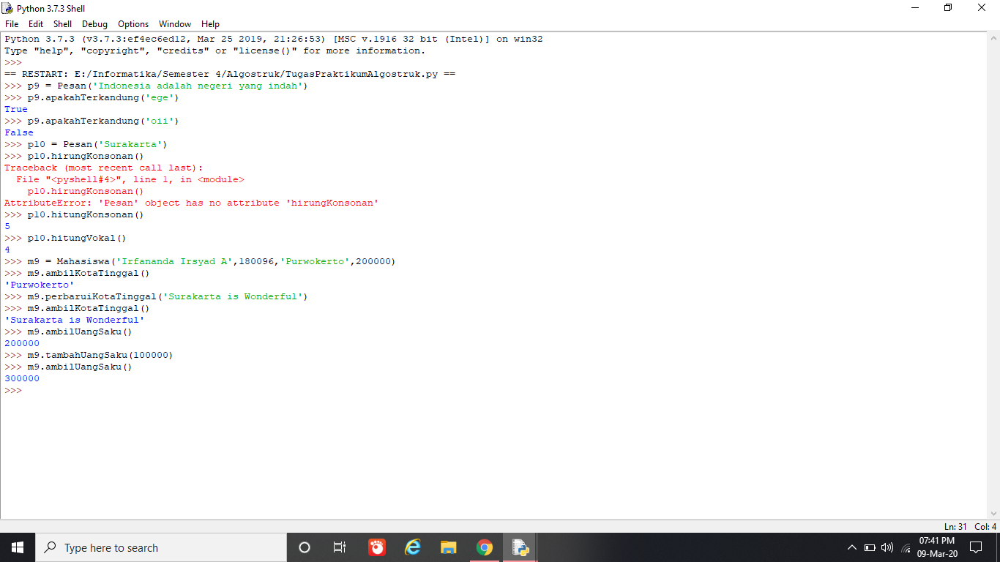 Python 3.7.3 Shell
File Edit Shell Debug Options Window Help
Python 3.7.3 (v3.7.3:ef4ec6ed12, Mar 25 2019, 21:26:53) [MSC v.1916 32 bit (Intel)] on win32
Type "help", "copyright", "credits" or "license()" for more information.
>>>
== RESTART: E:/Informatika/Semester 4/Algostruk/TugasPraktikumAlgostruk.py ==
>>> p9 = Pesan('Indonesia adalah negeri yang indah')
>>> p9.apakahTerkandung('ege')
True
>>> p9.apakahTerkandung('oii')
False
>>> p10 = Pesan('Surakarta')
>>> p10.hirungKonsonan()
Traceback (most recent call last):
  File "<pyshell#4>", line 1, in <module>
    p10.hirungKonsonan()
AttributeError: 'Pesan' object has no attribute 'hirungKonsonan'
>>> p10.hitungKonsonan()
5
>>> p10.hitungVokal()
4
>>> m9 = Mahasiswa('Irfananda Irsyad A',180096,'Purwokerto',200000)
>>> m9.ambilKotaTinggal()
'Purwokerto'
>>> m9.perbaruiKotaTinggal('Surakarta is Wonderful')
>>> m9.ambilKotaTinggal()
'Surakarta is Wonderful'
>>> m9.ambilUangSaku()
200000
>>> m9.tambahUangSaku(100000)
>>> m9.ambilUangSaku()
300000
>>>
Ln: 31 Col: 4
Type here to search
07:41 PM
09-Mar-20